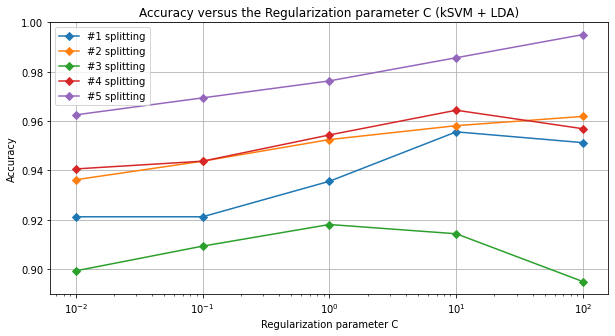 Accuracy versus the Regularization parameter C (kSVM + LDA)
#1 splitting
#2 splitting
#3 splitting
#4 splitting
#5 splitting
1.00
0.98
0.96
0.94
0.92
0.90
Accuracy
10⁻² 10⁻¹ 10⁰ 10¹ 10²
Regularization parameter C